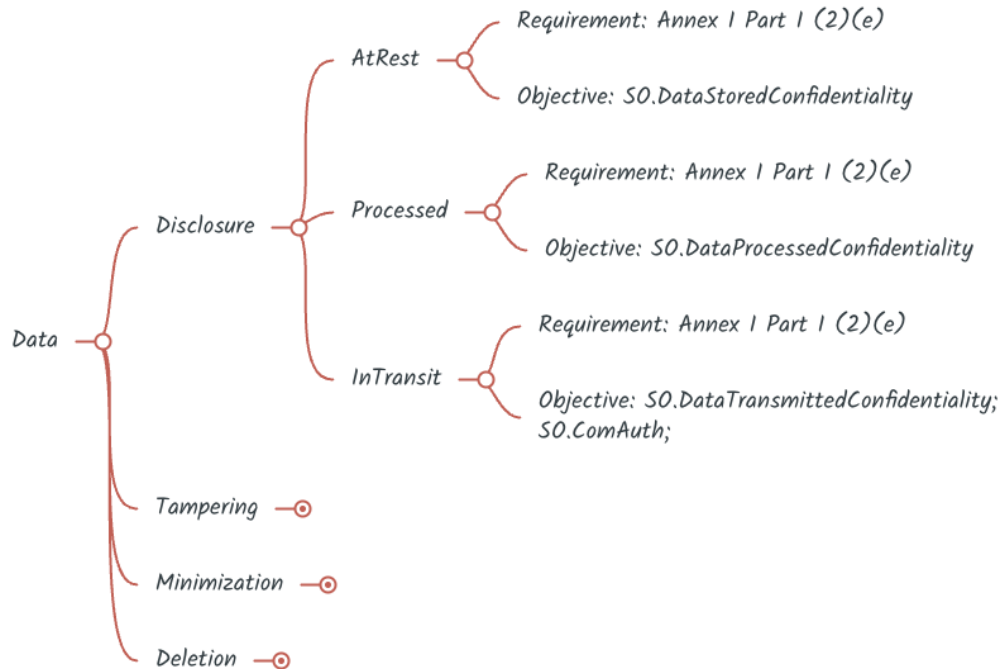 Requirement: Annex I Part I (2)(e)
AtRest
Objective: SO.DataStoredConfidentiality
Requirement: Annex I Part I (2)(e)
Disclosure
Processed
Objective: SO.DataProcessedConfidentiality
Data
Requirement: Annex I Part I (2)(e)
InTransit
Objective: SO.DataTransmittedConfidentiality;
SO.ComAuth;
Tampering
Minimization
Deletion